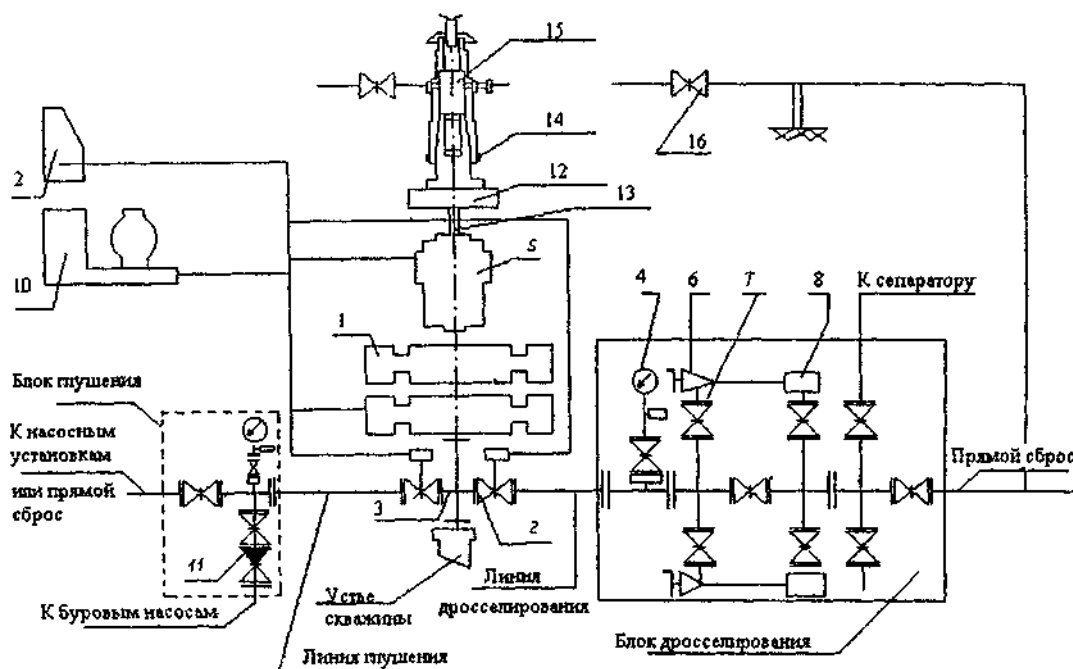 15
14
16
2
12
13
5
10
4
6
7
8
К сепаратору
1
Блок глушения
К насосным
установкам
или прямой
сброс
Прямой сброс
3
2
11
Линия
дросселирования
Устье
скважины
К буровым насосам
Блок дросселирования
Линия глушения